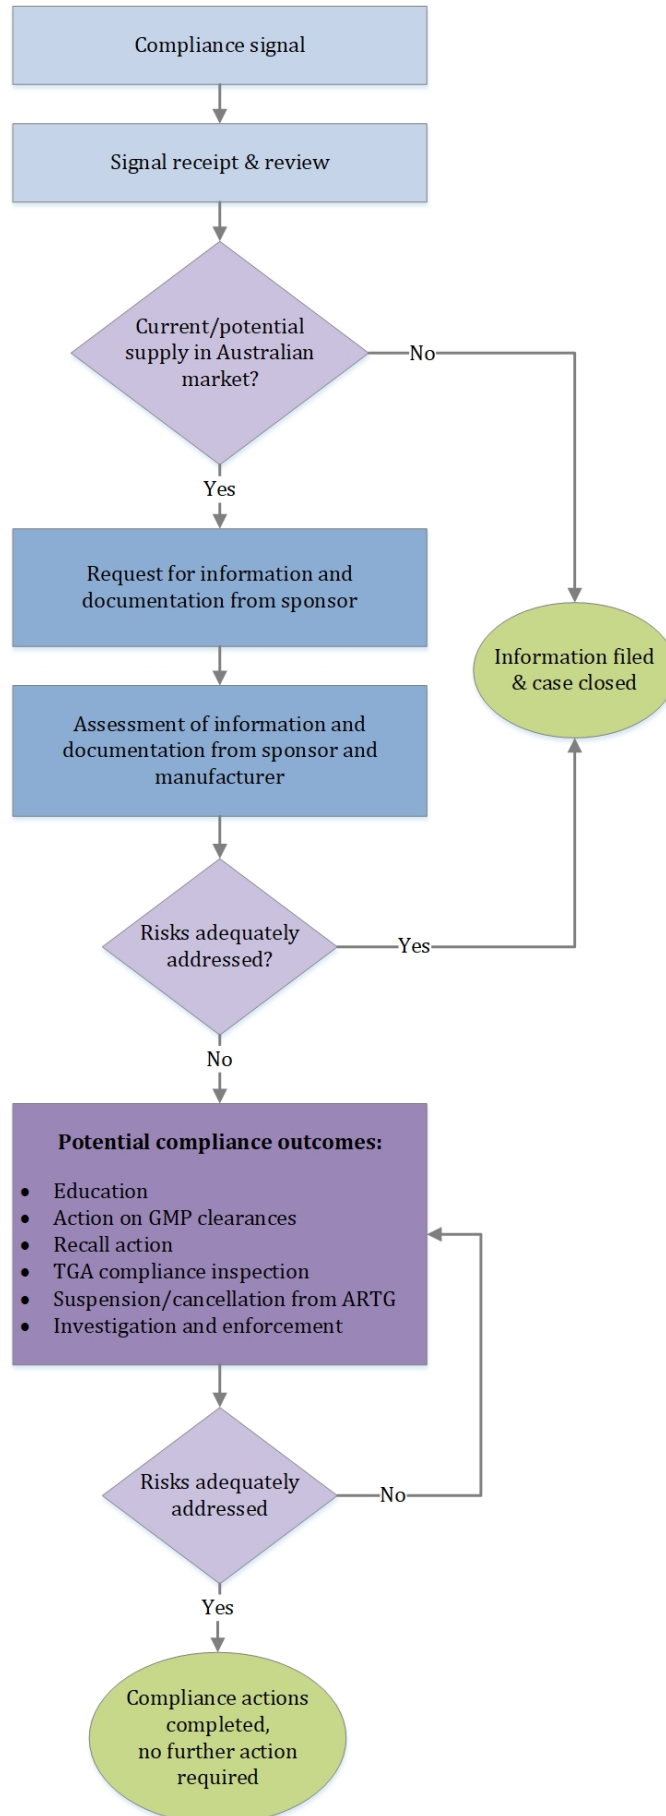 Compliance signal
Signal receipt & review
Current/potential
supply in Australian
market?
No
Yes
Request for information and
documentation from sponsor
Information filed
& case closed
Assessment of information and
documentation from sponsor and
manufacturer
Risks adequately
addressed?
Yes
No
Potential compliance outcomes:
• Education
• Action on GMP clearances
• Recall action
• TGA compliance inspection
• Suspension/cancellation from ARTG
• Investigation and enforcement
Risks adequately
addressed
No
Yes
Compliance actions
completed,
no further action
required